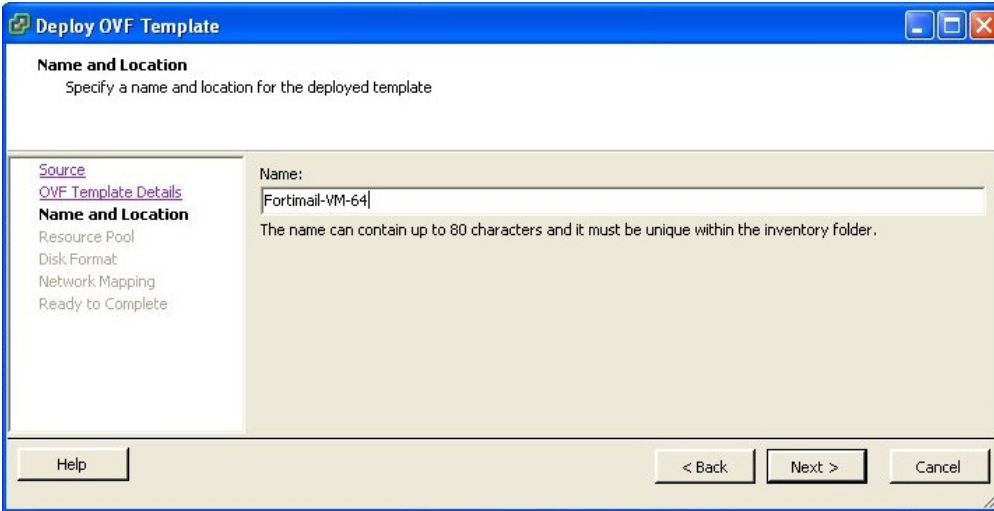 Deploy OVF Template
Name and Location
Specify a name and location for the deployed template
Source
OVF Template Details
Name and Location
Resource Pool
Disk Format
Network Mapping
Ready to Complete
Name:
Fortimail-VM-64
The name can contain up to 80 characters and it must be unique within the inventory folder.
Help
< Back
Next >
Cancel